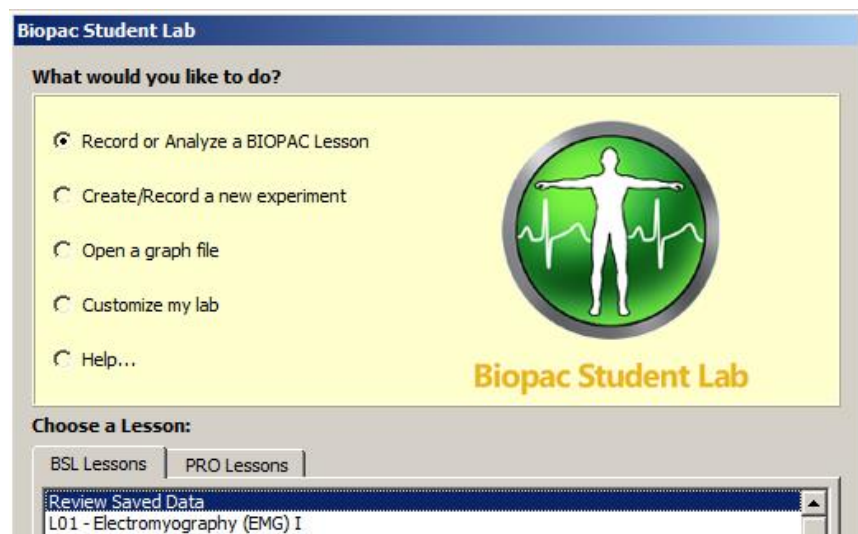 Biopac Student Lab
What would you like to do?
Record or Analyze a BIOPAC Lesson
Create/Record a new experiment
Open a graph file
Customize my lab
Help...
Biopac Student Lab
Choose a Lesson:
BSL Lessons PRO Lessons
Review Saved Data
L01 - Electromyography (EMG) I